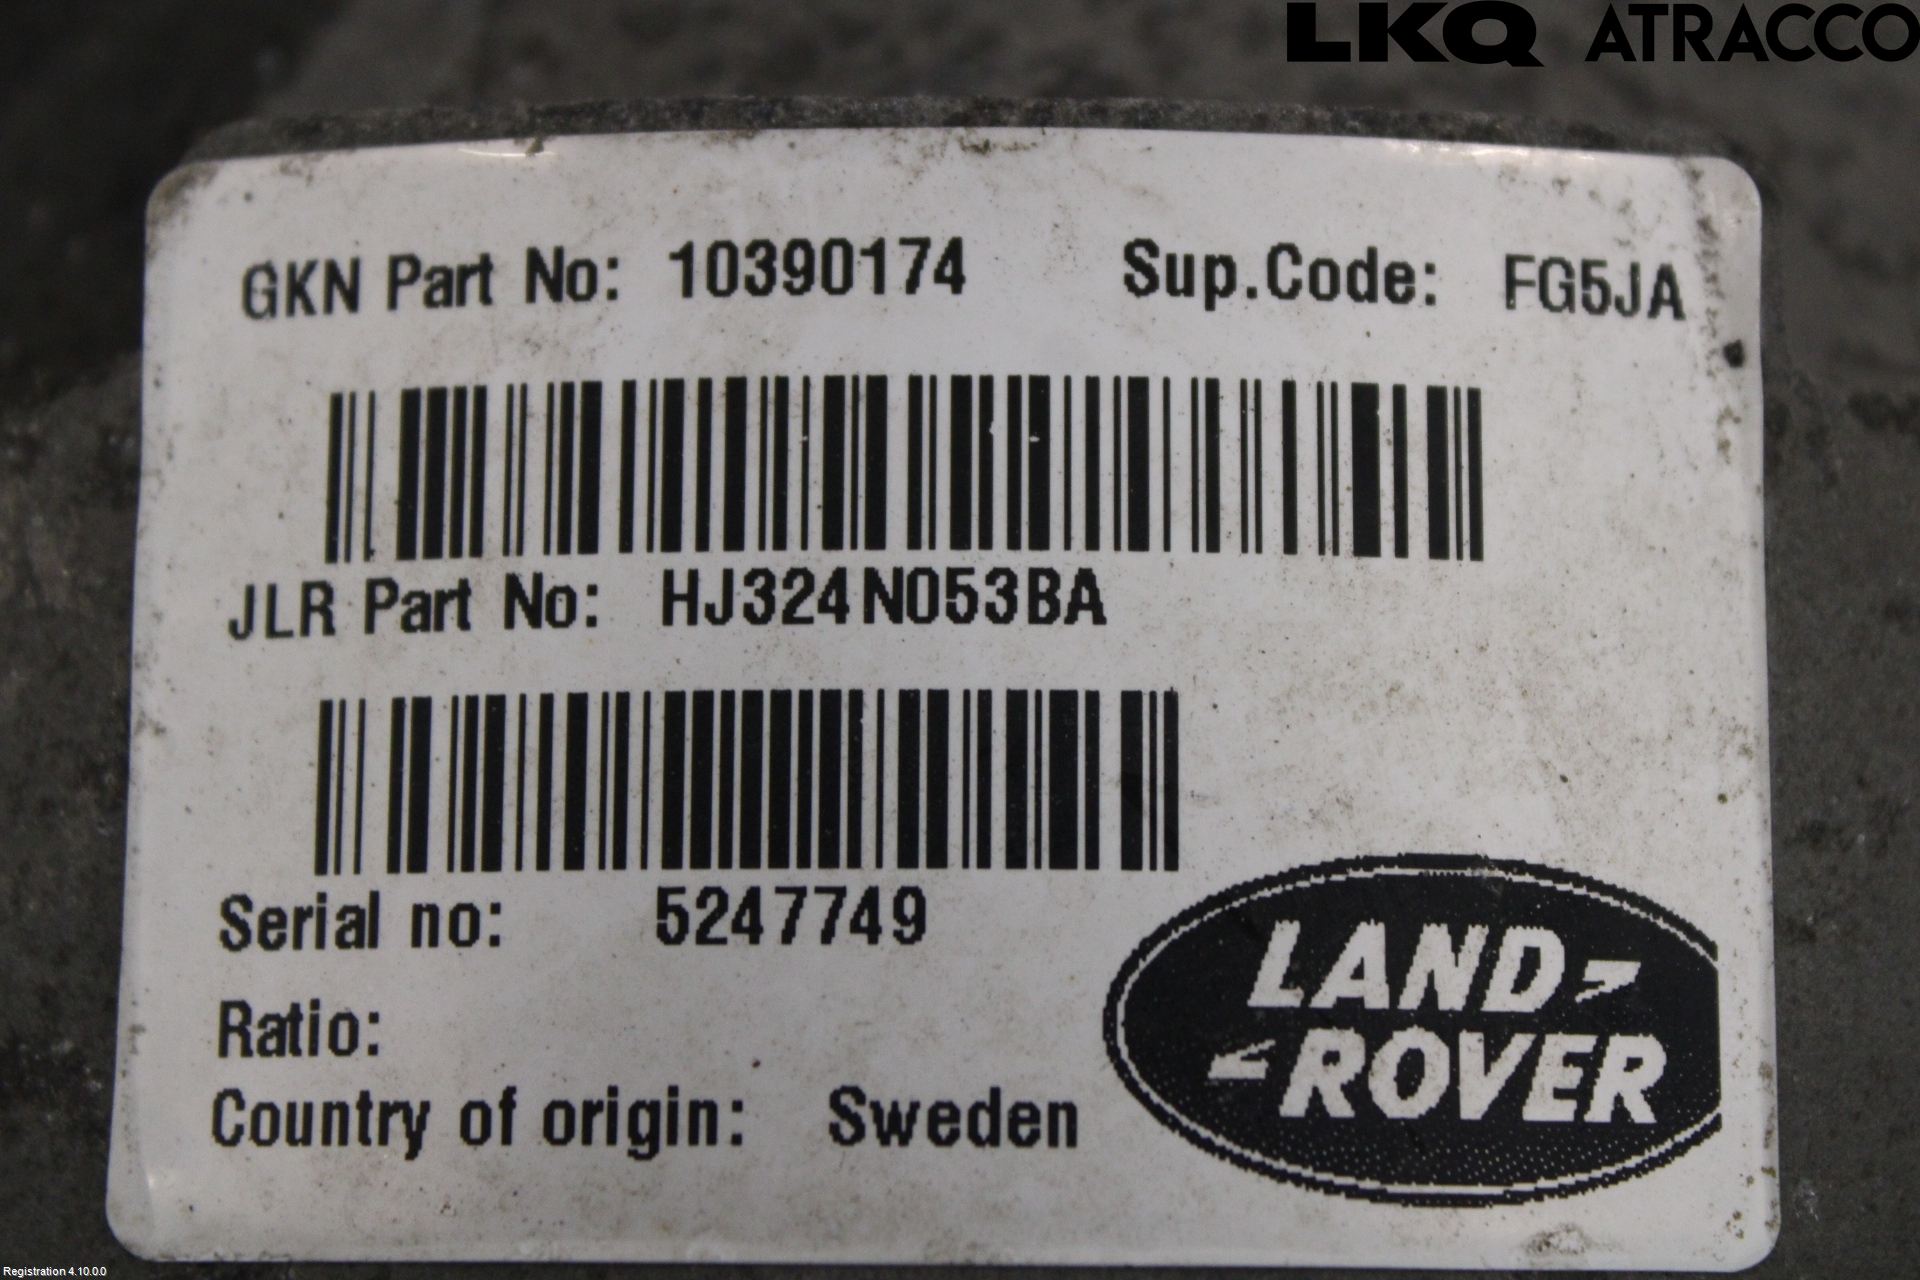 LKQ ATRACCO
GKN Part No: 10390174 Sup.Code: FG5JA
JLR Part No: HJ324N053BA
Serial no: 5247749
LAND
ROVER
Ratio:
Country of origin: Sweden
Registration 4.10.0.0